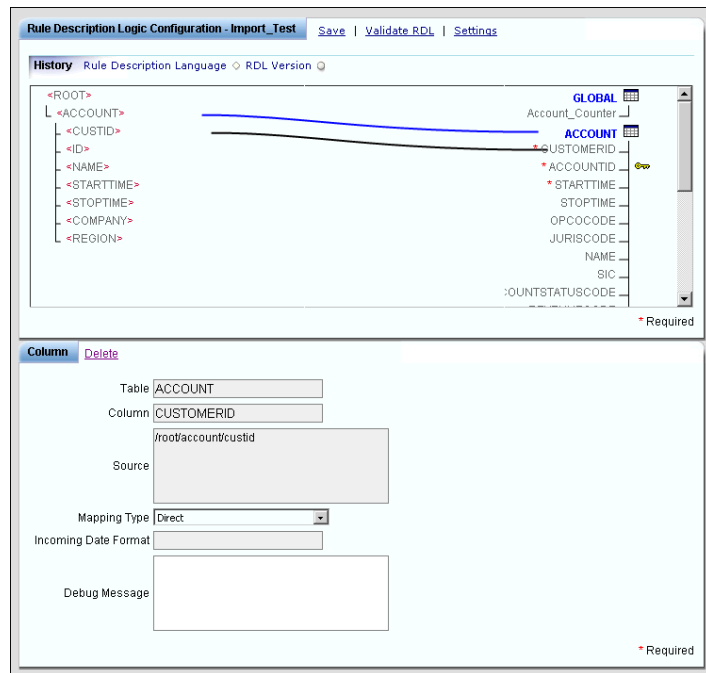 Rule Description Logic Configuration - Import_Test Save | Validate RDL | Settings
History Rule Description Language RDL Version
<ROOT> GLOBAL
<ACCOUNT> Account_Counter
<CUSTID> ACCOUNT
<ID> * CUSTOMERID
<NAME> * ACCOUNTID
<STARTTIME> * STARTTIME
<STOPTIME> STOPTIME
<COMPANY> OPCOCODE
<REGION> JURISCODE
NAME
SIC
COUNTSTATUSCODE
* Required
Column Delete
Table ACCOUNT
Column CUSTOMERID
/root/account/custid
Source
Mapping Type Direct
Incoming Date Format
Debug Message
* Required